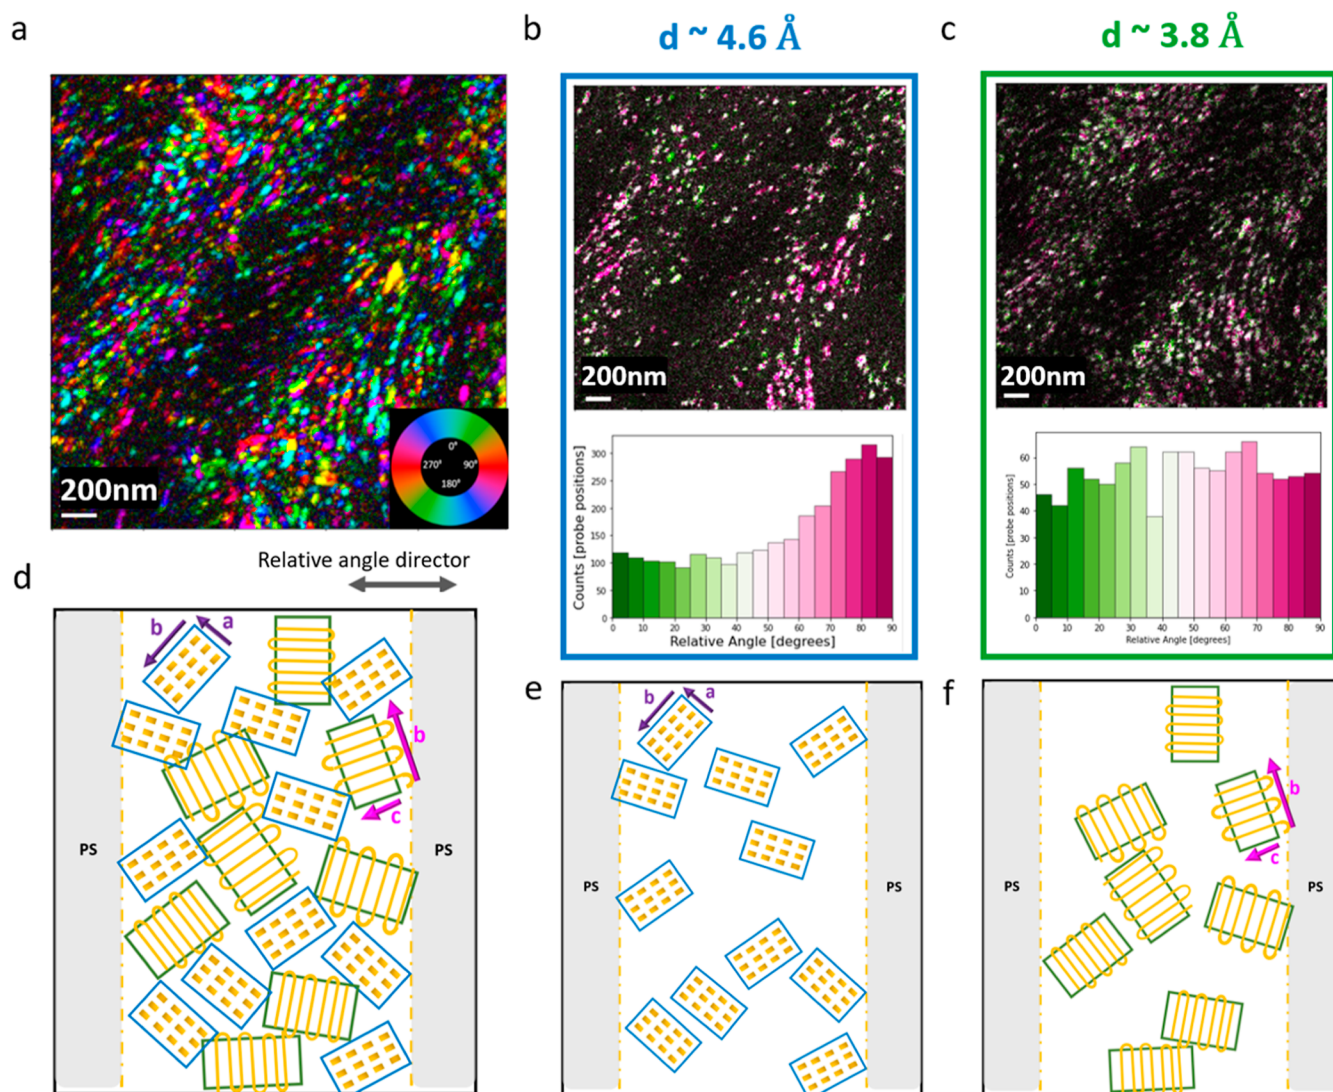 a
b
d ~ 4.6 Å
c
d ~ 3.8 Å
0°
270°
90°
180°
200nm
200nm
200nm
Counts [probe positions]
300
250
200
150
100
50
0
0 10 20 30 40 50 60 70 80 90
Relative Angle [degrees]
Counts [probe positions]
60
50
40
30
20
10
0
0 10 20 30 40 50 60 70 80 90
Relative Angle [degrees]
d
Relative angle director
b
a
b
c
PS
PS
e
b
a
PS
PS
f
b
c
PS
PS